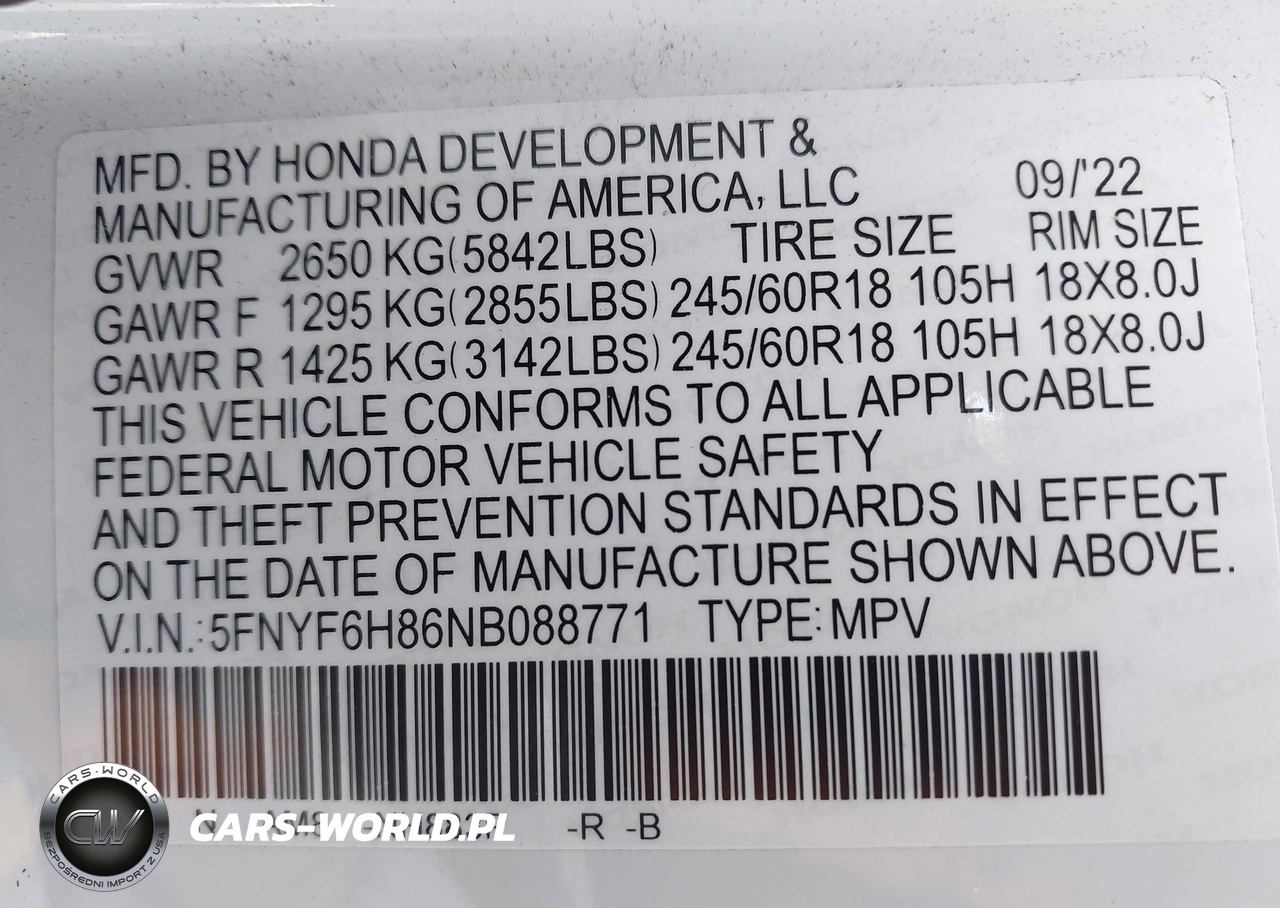 MFD. BY HONDA DEVELOPMENT &
MANUFACTURING OF AMERICA, LLC 09/'22
GVWR 2650 KG(5842LBS) TIRE SIZE RIM SIZE
GAWR F 1295 KG(2855LBS) 245/60R18 105H 18X8.0J
GAWR R 1425 KG(3142LBS) 245/60R18 105H 18X8.0J
THIS VEHICLE CONFORMS TO ALL APPLICABLE
FEDERAL MOTOR VEHICLE SAFETY
AND THEFT PREVENTION STANDARDS IN EFFECT
ON THE DATE OF MANUFACTURE SHOWN ABOVE.
V.I.N.:5FNYF6H86NB088771 TYPE:MPV
-R -B
CARS-WORLD.PL
CARS-WORLD
CW
BEZPOŚREDNI IMPORT Z USA